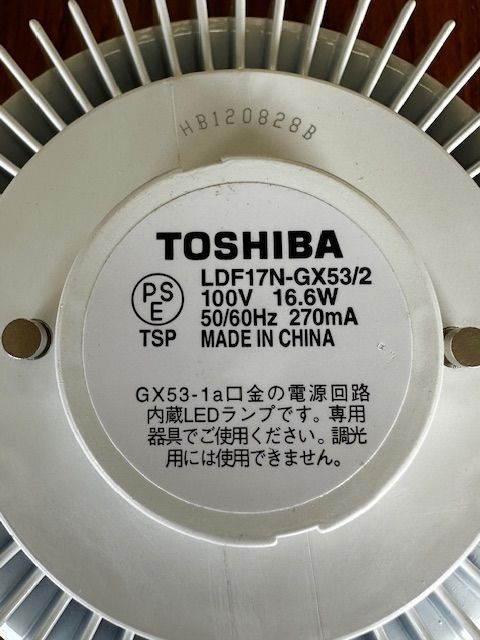 HB120828B
TOSHIBA
LDF17N-GX53/2
100V 16.6W
50/60Hz 270mA
PSE
TSP MADE IN CHINA
GX53-1a口金の電源回路
内蔵LEDランプです。専用
器具でご使用ください。調光
用には使用できません。